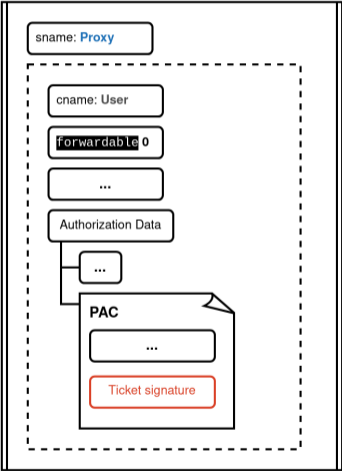 sname: Proxy
cname: User
forwardable 0
...
Authorization Data
...
PAC
...
Ticket signature